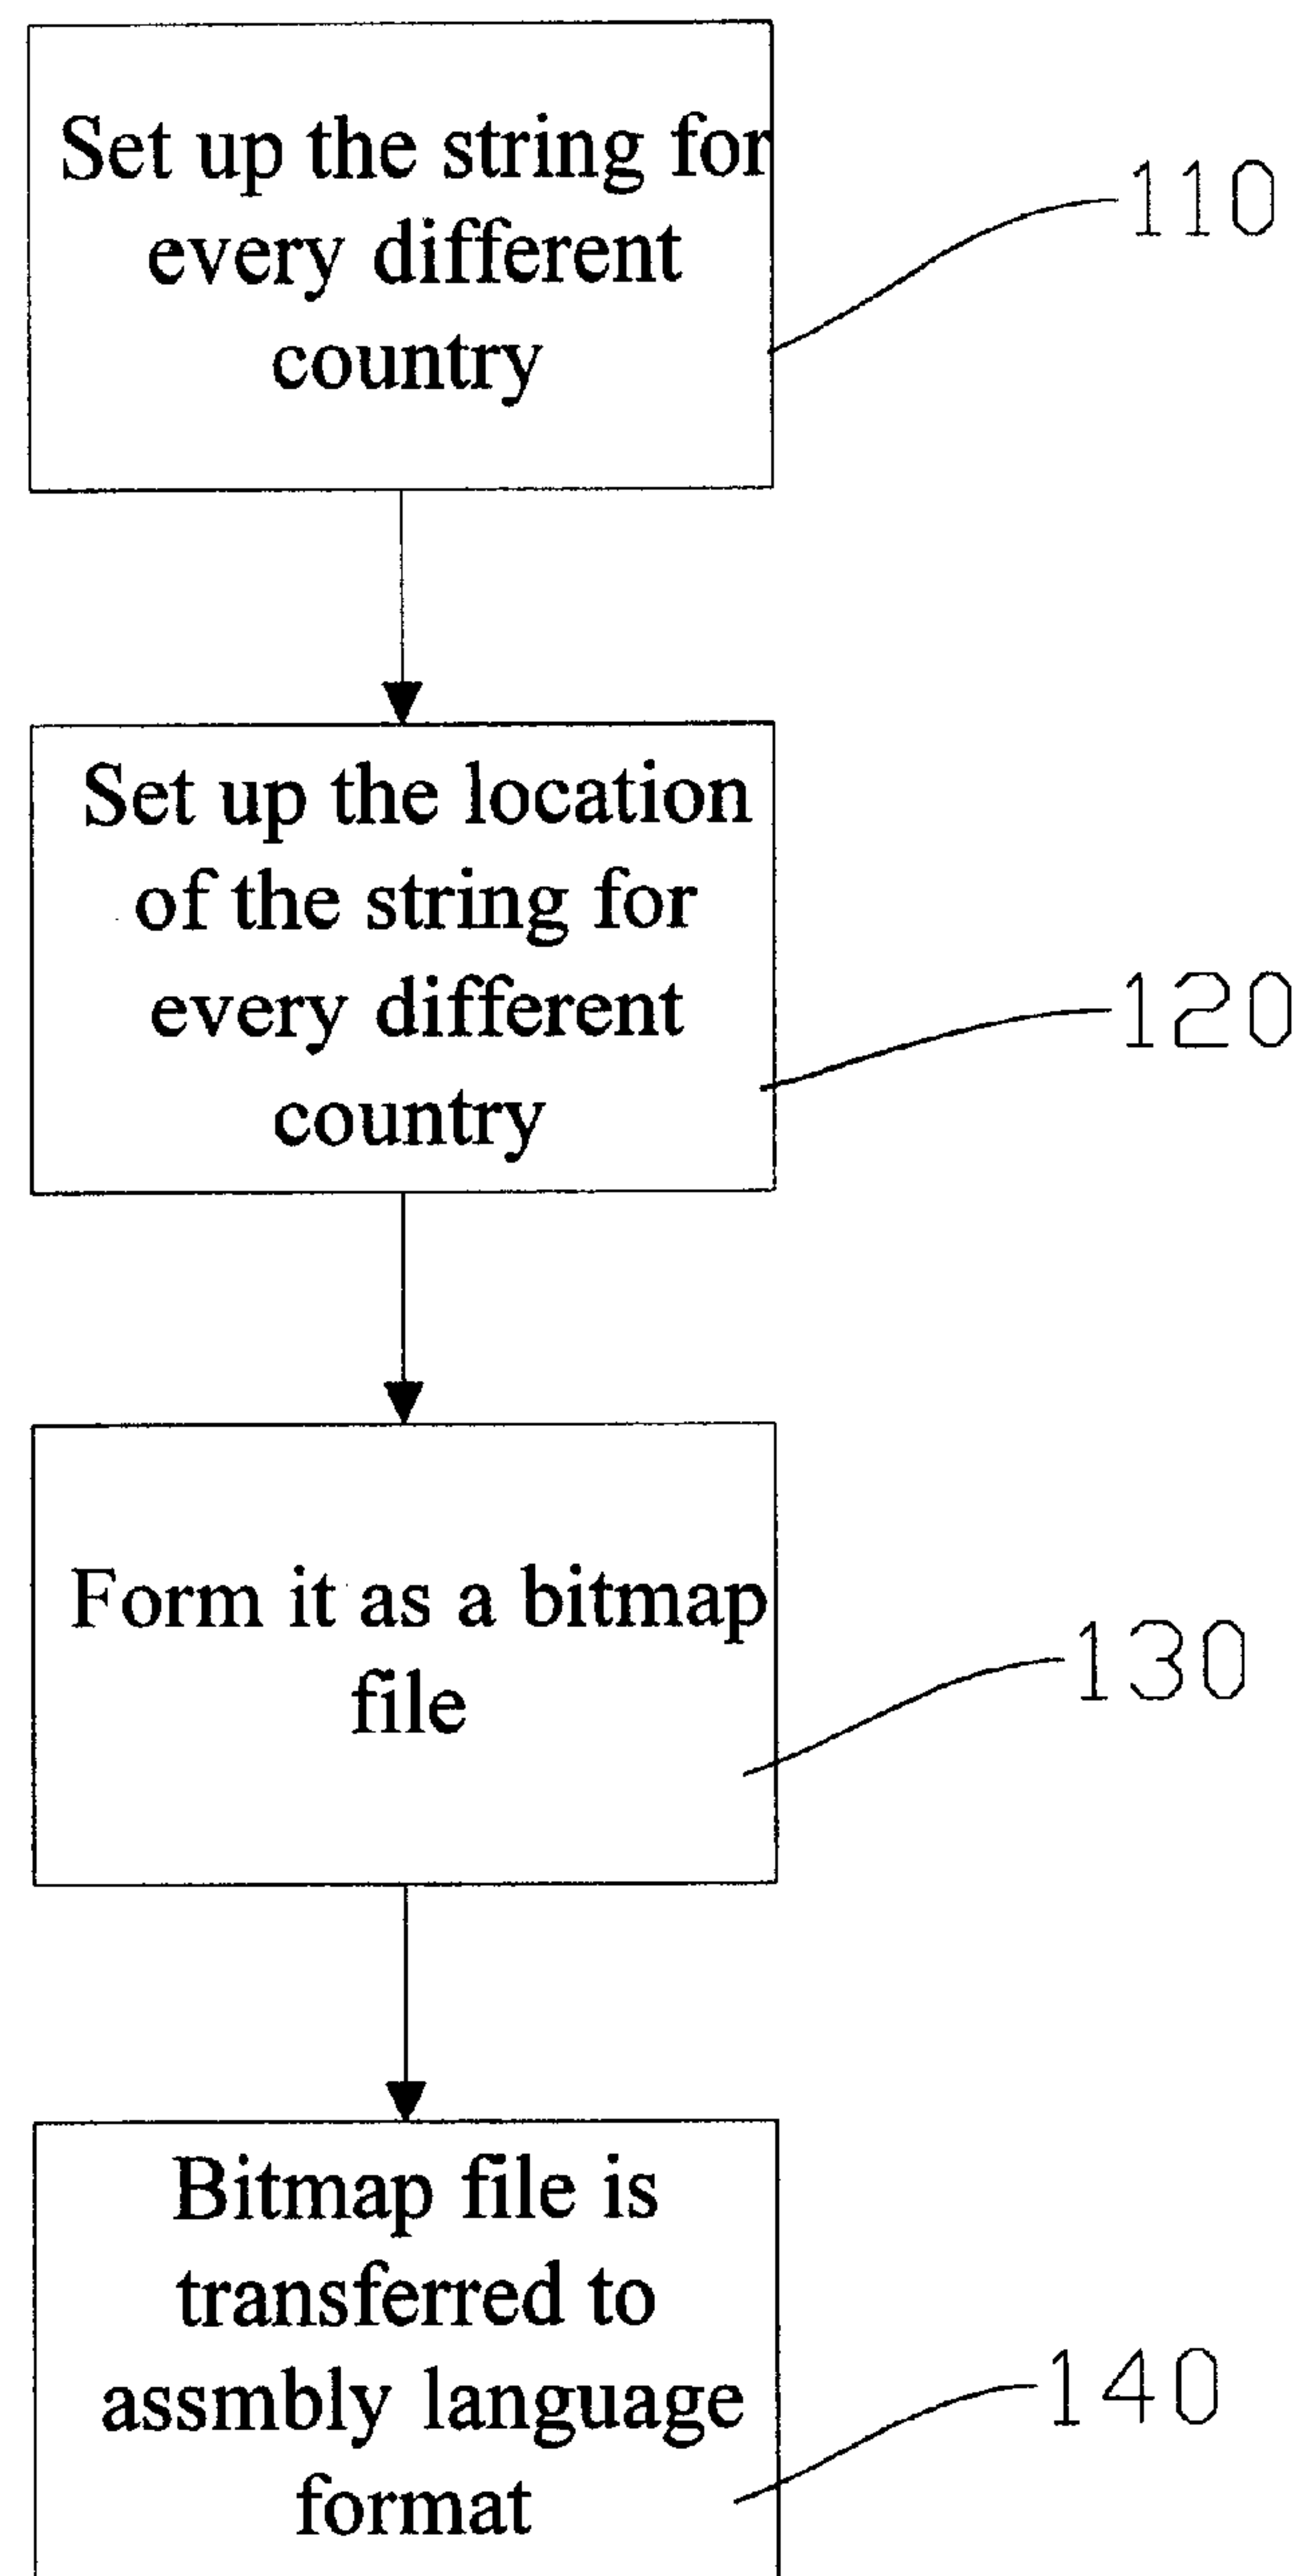 Set up the string for
every different
country
110
Set up the location
of the string for
every different
country
120
Form it as a bitmap
file
130
Bitmap file is
transferred to
assmbly language
format
140